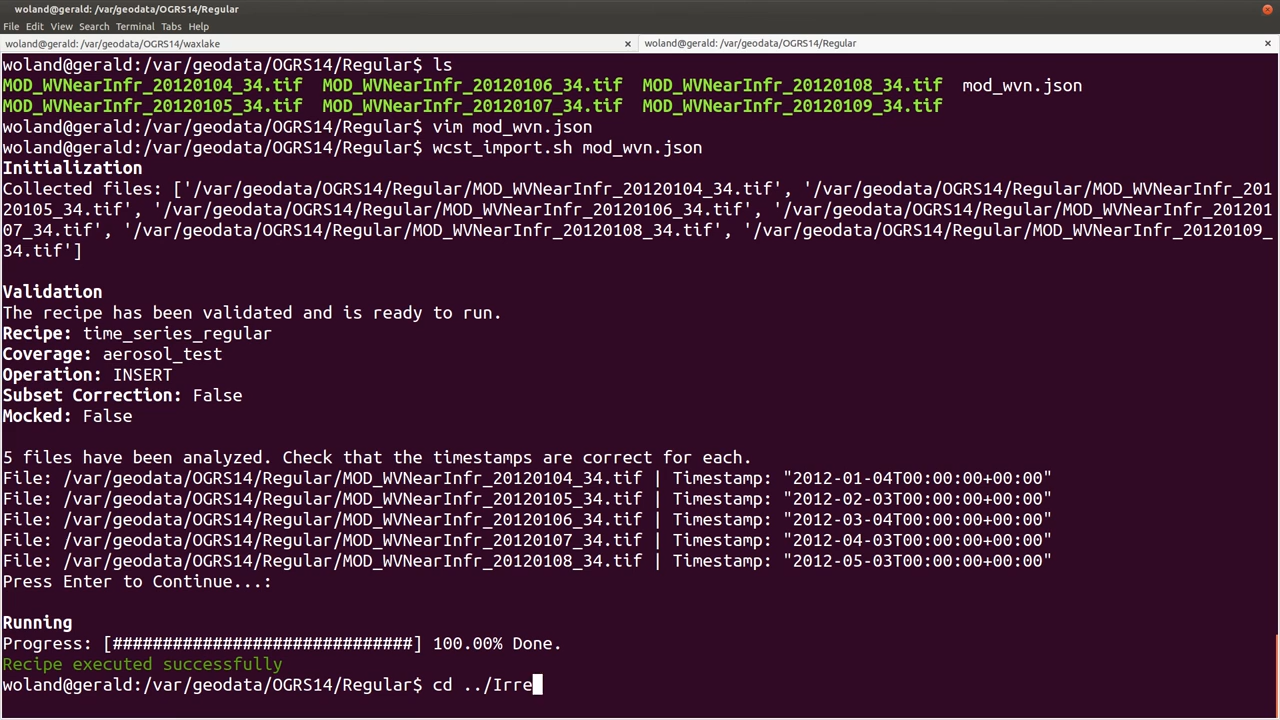 woland@gerald: /var/geodata/OGRS14/Regular
File Edit View Search Terminal Tabs Help
woland@gerald: /var/geodata/OGRS14/waxlake × woland@gerald: /var/geodata/OGRS14/Regular ×
woland@gerald:/var/geodata/OGRS14/Regular$ ls
MOD_WVNearInfr_20120104_34.tif MOD_WVNearInfr_20120106_34.tif MOD_WVNearInfr_20120108_34.tif mod_wvn.json
MOD_WVNearInfr_20120105_34.tif MOD_WVNearInfr_20120107_34.tif MOD_WVNearInfr_20120109_34.tif
woland@gerald:/var/geodata/OGRS14/Regular$ vim mod_wvn.json
woland@gerald:/var/geodata/OGRS14/Regular$ wcst_import.sh mod_wvn.json
Initialization
Collected files: ['/var/geodata/OGRS14/Regular/MOD_WVNearInfr_20120104_34.tif', '/var/geodata/OGRS14/Regular/MOD_WVNearInfr_201
20105_34.tif', '/var/geodata/OGRS14/Regular/MOD_WVNearInfr_20120106_34.tif', '/var/geodata/OGRS14/Regular/MOD_WVNearInfr_201201
07_34.tif', '/var/geodata/OGRS14/Regular/MOD_WVNearInfr_20120108_34.tif', '/var/geodata/OGRS14/Regular/MOD_WVNearInfr_20120109_
34.tif']
Validation
The recipe has been validated and is ready to run.
Recipe: time_series_regular
Coverage: aerosol_test
Operation: INSERT
Subset Correction: False
Mocked: False
5 files have been analyzed. Check that the timestamps are correct for each.
File: /var/geodata/OGRS14/Regular/MOD_WVNearInfr_20120104_34.tif | Timestamp: "2012-01-04T00:00:00+00:00"
File: /var/geodata/OGRS14/Regular/MOD_WVNearInfr_20120105_34.tif | Timestamp: "2012-02-03T00:00:00+00:00"
File: /var/geodata/OGRS14/Regular/MOD_WVNearInfr_20120106_34.tif | Timestamp: "2012-03-04T00:00:00+00:00"
File: /var/geodata/OGRS14/Regular/MOD_WVNearInfr_20120107_34.tif | Timestamp: "2012-04-03T00:00:00+00:00"
File: /var/geodata/OGRS14/Regular/MOD_WVNearInfr_20120108_34.tif | Timestamp: "2012-05-03T00:00:00+00:00"
Press Enter to Continue...:
Running
Progress: [##############################] 100.00% Done.
Recipe executed successfully
woland@gerald:/var/geodata/OGRS14/Regular$ cd ../Irre